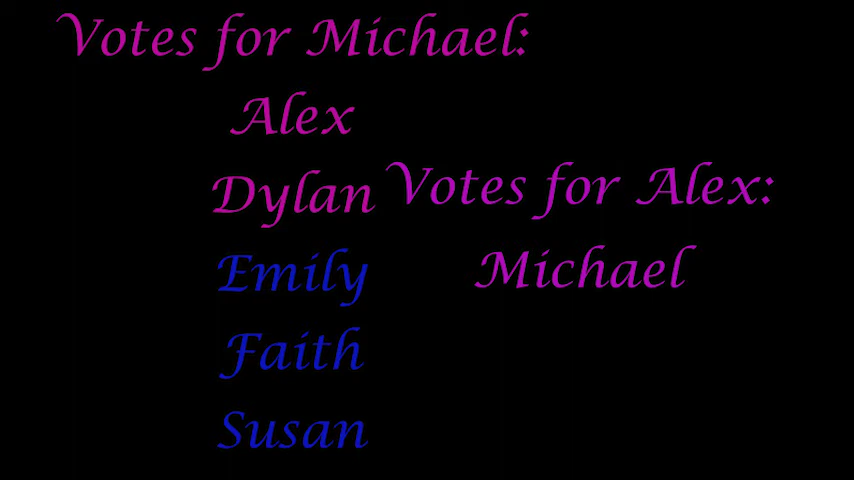 Votes for Michael:
Alex
Dylan
Emily
Faith
Susan
Votes for Alex:
Michael